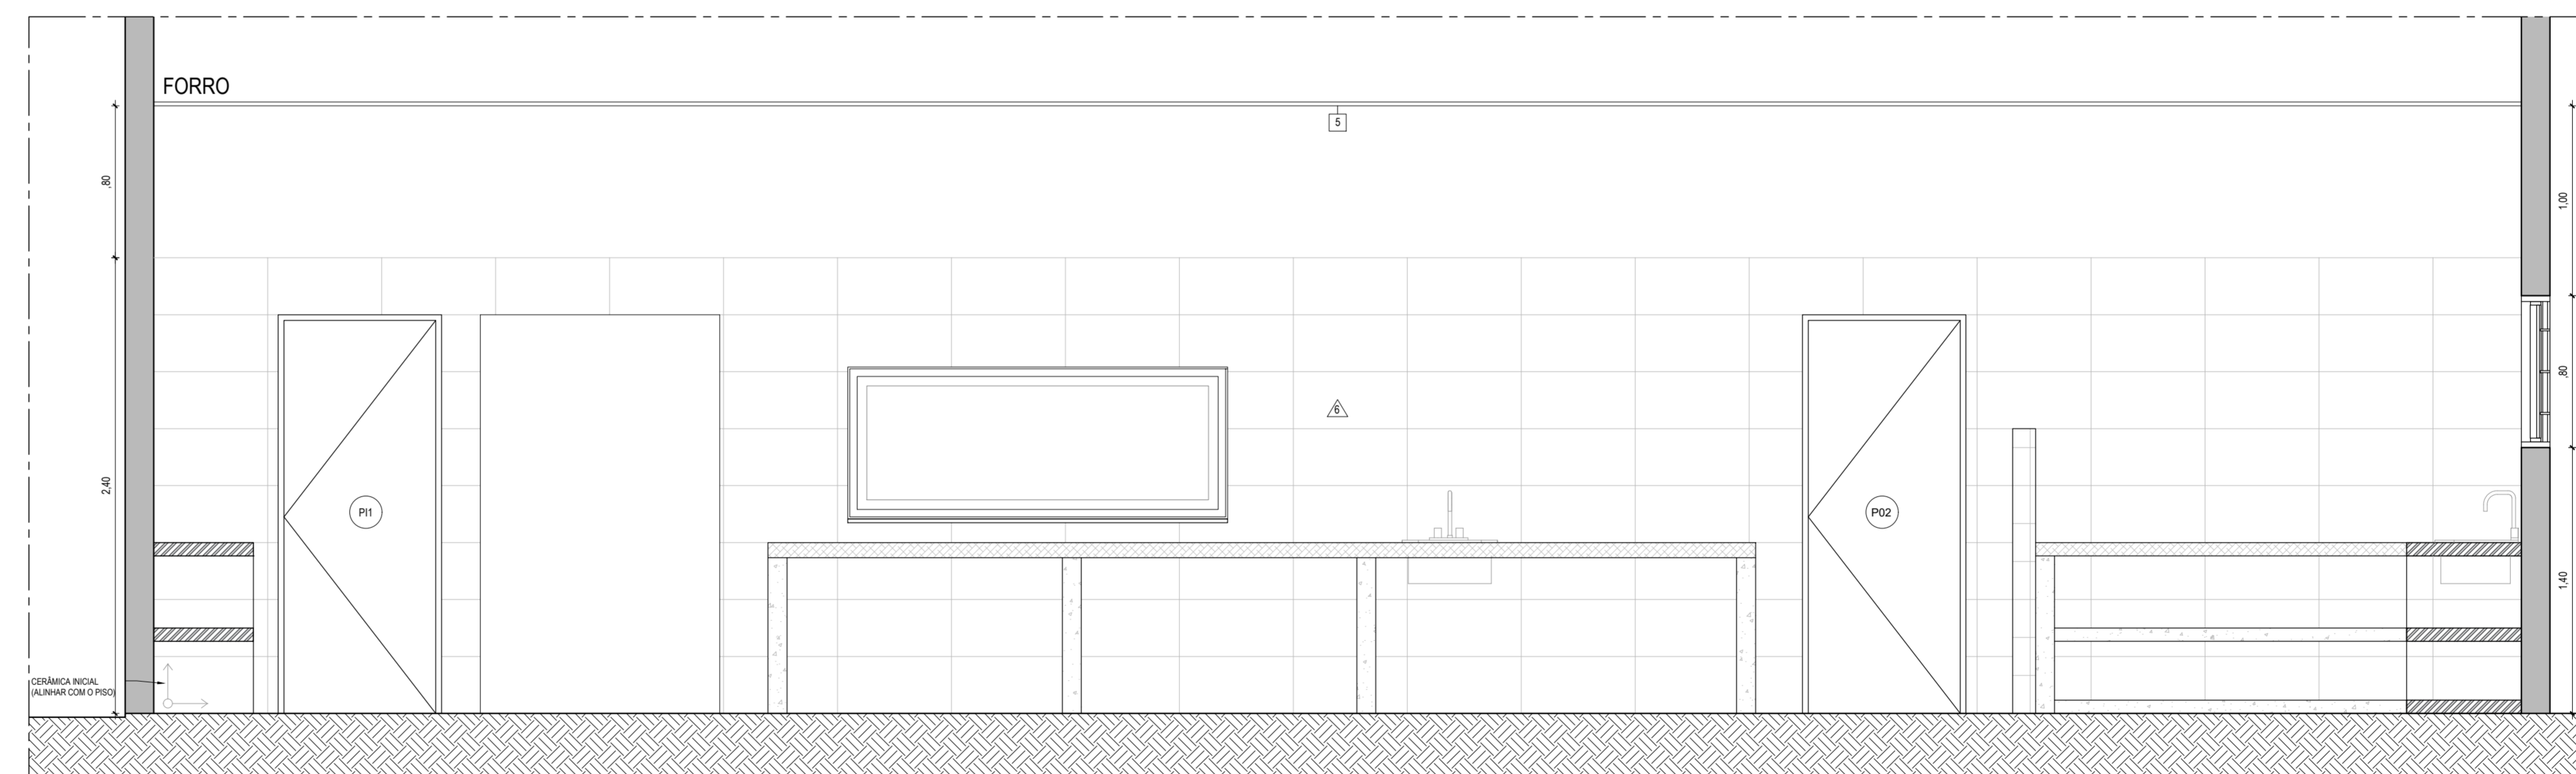 FORRO
5
,80
1,00
6
,80
2,40
PI1
P02
1,40
CERÂMICA INICIAL
(ALINHAR COM O PISO)